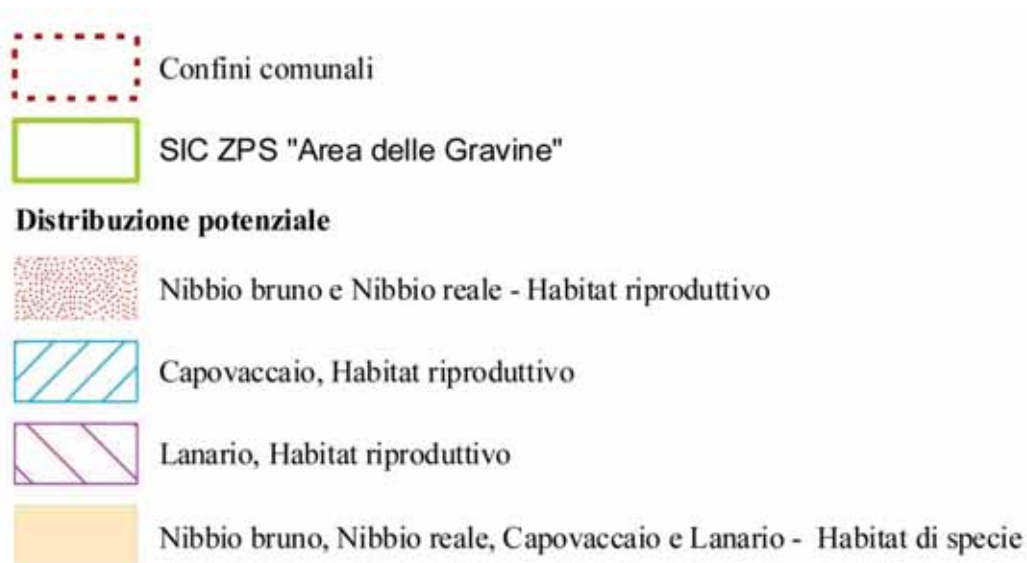 Confini comunali
SIC ZPS "Area delle Gravine"
Distribuzione potenziale
Nibbio bruno e Nibbio reale - Habitat riproduttivo
Capovaccaio, Habitat riproduttivo
Lanario, Habitat riproduttivo
Nibbio bruno, Nibbio reale, Capovaccaio e Lanario - Habitat di specie